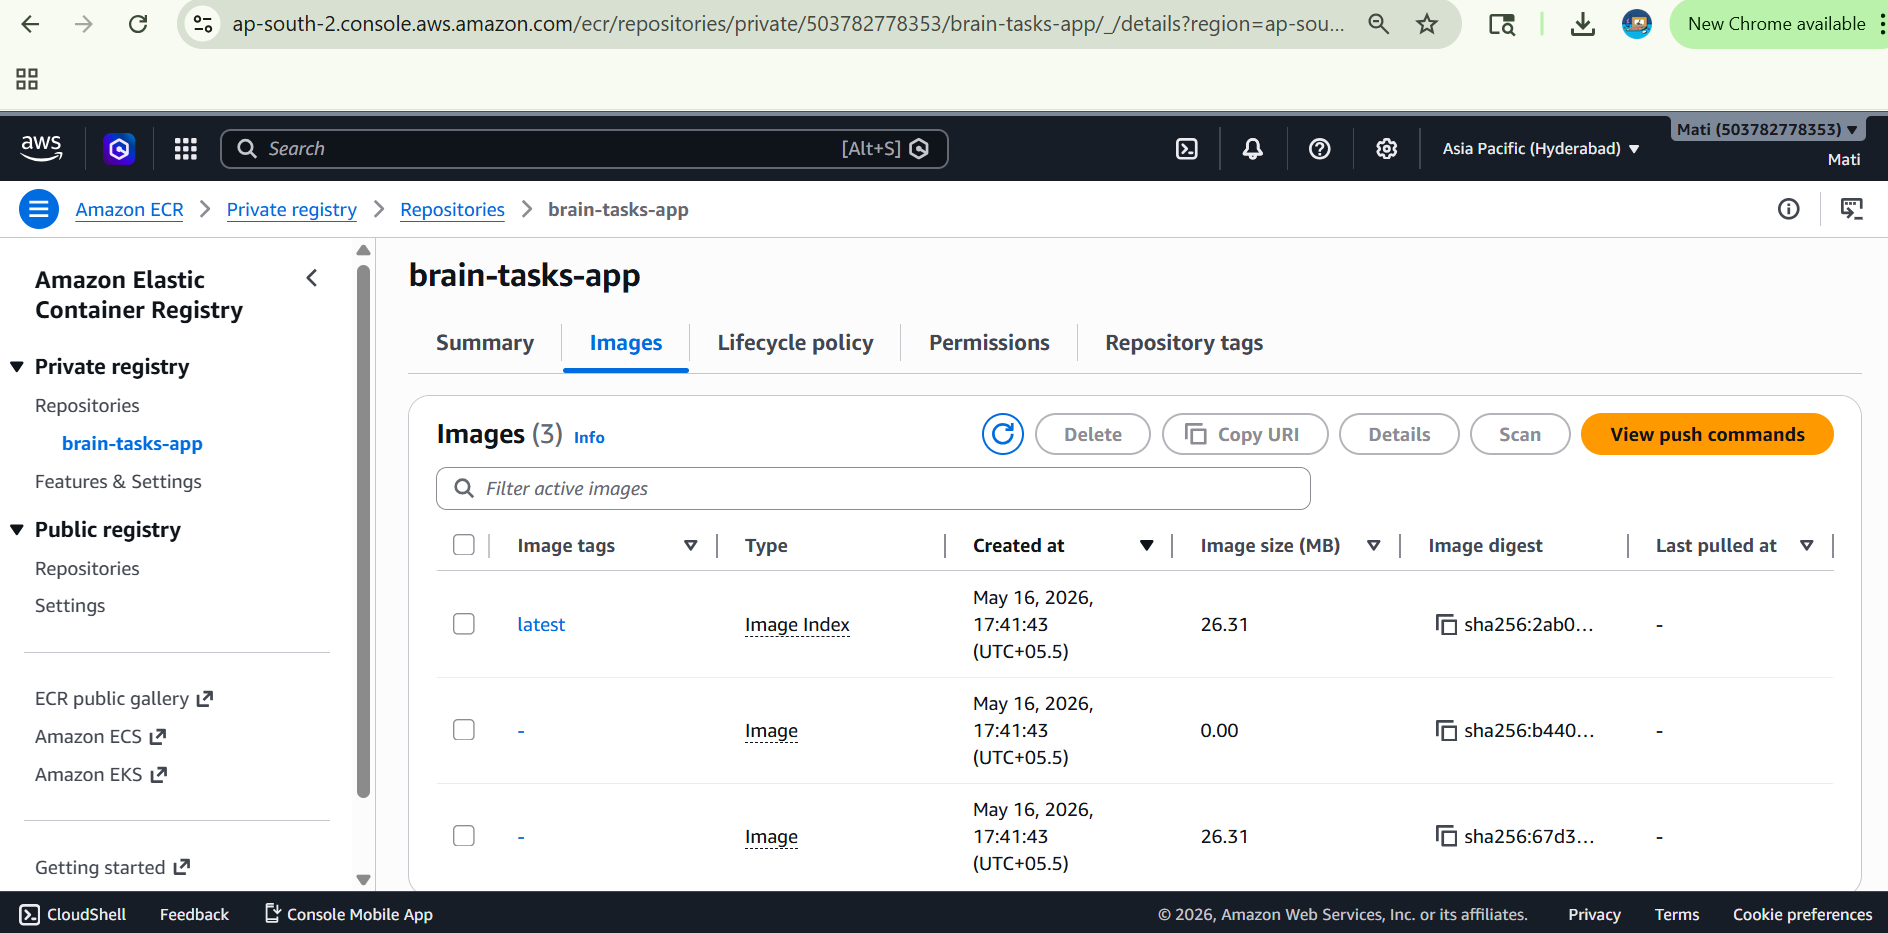 ap-south-2.console.aws.amazon.com/ecr/repositories/private/503782778353/brain-tasks-app/_/details?region=ap-sou...
New Chrome available
aws
Search
[Alt+S]
Asia Pacific (Hyderabad)
Mati (503782778353)
Mati
Amazon ECR
Private registry
Repositories
brain-tasks-app
Amazon Elastic
Container Registry
Private registry
Repositories
brain-tasks-app
Features & Settings
Public registry
Repositories
Settings
ECR public gallery
Amazon ECS
Amazon EKS
Getting started
brain-tasks-app
Summary
Images
Lifecycle policy
Permissions
Repository tags
Images (3) Info
Delete
Copy URI
Details
Scan
View push commands
Filter active images
Image tags
Type
Created at
Image size (MB)
Image digest
Last pulled at
latest
Image Index
May 16, 2026,
17:41:43
(UTC+05.5)
26.31
sha256:2ab0...
-
-
Image
May 16, 2026,
17:41:43
(UTC+05.5)
0.00
sha256:b440...
-
-
Image
May 16, 2026,
17:41:43
(UTC+05.5)
26.31
sha256:67d3...
-
CloudShell
Feedback
Console Mobile App
© 2026, Amazon Web Services, Inc. or its affiliates.
Privacy
Terms
Cookie preferences